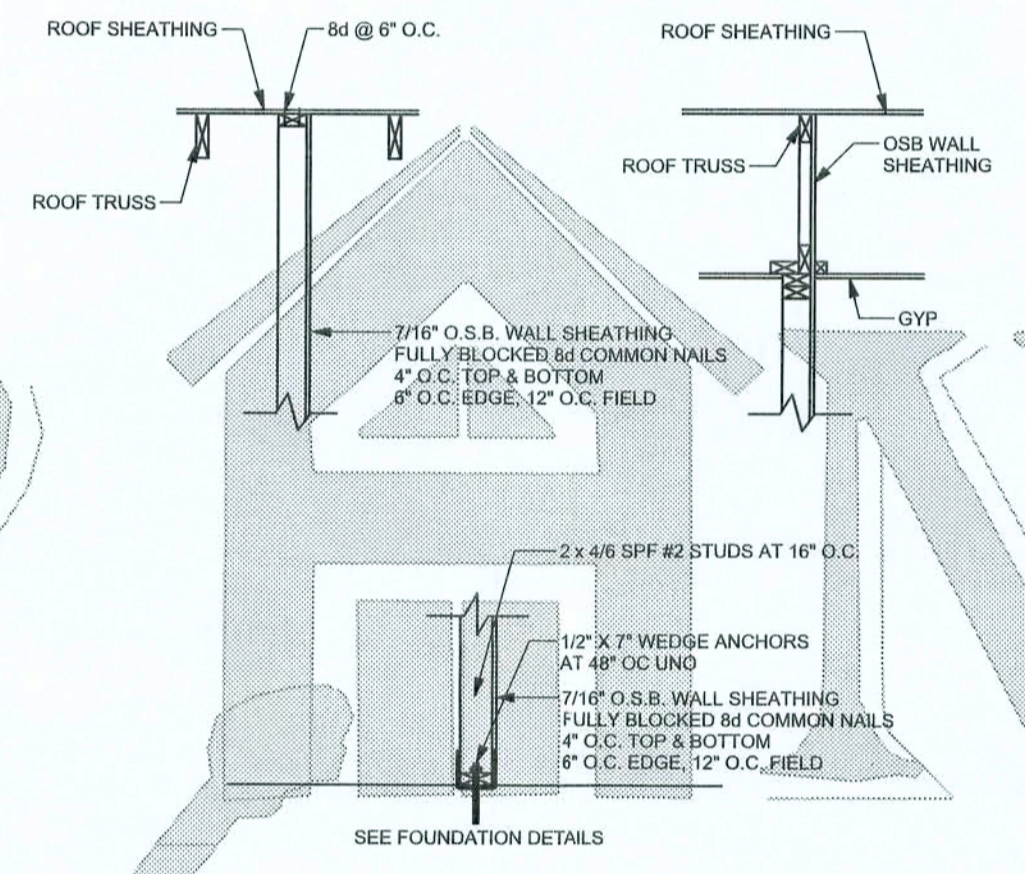 ROOF SHEATHING
8d @ 6" O.C.
ROOF TRUSS
7/16" O.S.B. WALL SHEATHING
FULLY BLOCKED 8d COMMON NAILS
4" O.C. TOP & BOTTOM
6" O.C. EDGE, 12" O.C. FIELD
ROOF SHEATHING
ROOF TRUSS
OSB WALL
SHEATHING
GYP
2 x 4/6 SPF #2 STUDS AT 16" O.C.
1/2" X 7" WEDGE ANCHORS
AT 48" OC UNO
7/16" O.S.B. WALL SHEATHING
FULLY BLOCKED 8d COMMON NAILS
4" O.C. TOP & BOTTOM
6" O.C. EDGE, 12" O.C. FIELD
SEE FOUNDATION DETAILS